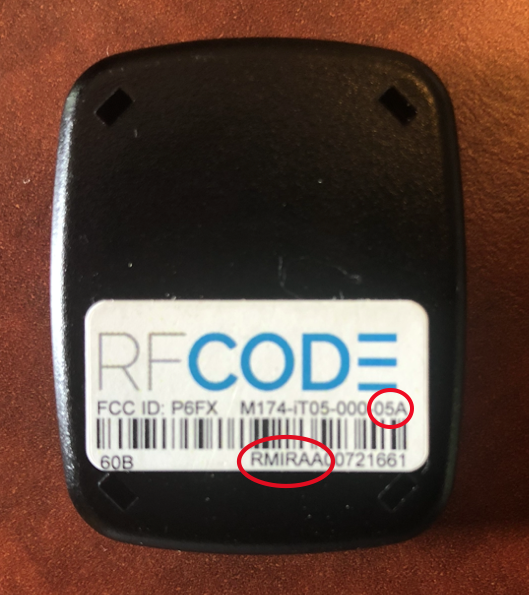 RFCODE
FCC ID: P6FX M174-iT05-000-05A
60B RMIRAA00721661